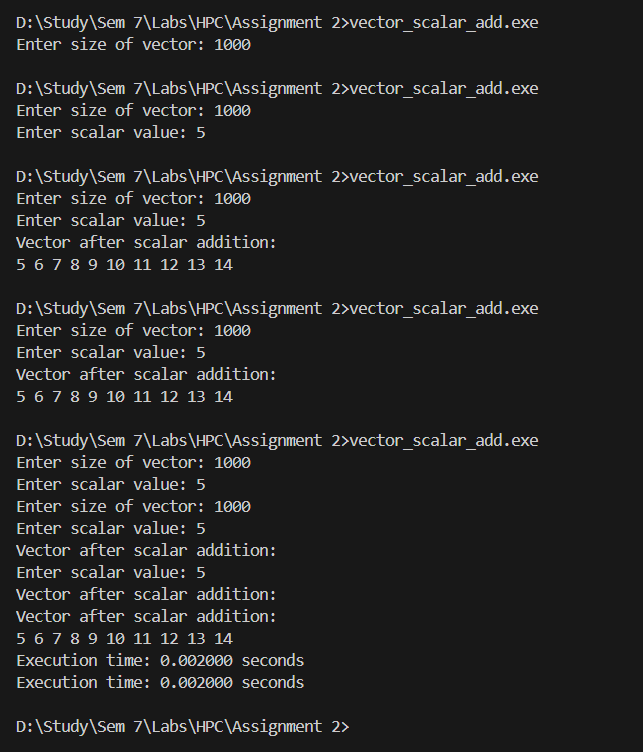 D:\Study\Sem 7\Labs\HPC\Assignment 2>vector_scalar_add.exe
Enter size of vector: 1000
D:\Study\Sem 7\Labs\HPC\Assignment 2>vector_scalar_add.exe
Enter size of vector: 1000
Enter scalar value: 5
D:\Study\Sem 7\Labs\HPC\Assignment 2>vector_scalar_add.exe
Enter size of vector: 1000
Enter scalar value: 5
Vector after scalar addition:
5 6 7 8 9 10 11 12 13 14
D:\Study\Sem 7\Labs\HPC\Assignment 2>vector_scalar_add.exe
Enter size of vector: 1000
Enter scalar value: 5
Vector after scalar addition:
5 6 7 8 9 10 11 12 13 14
D:\Study\Sem 7\Labs\HPC\Assignment 2>vector_scalar_add.exe
Enter size of vector: 1000
Enter scalar value: 5
Enter size of vector: 1000
Enter scalar value: 5
Vector after scalar addition:
Enter scalar value: 5
Vector after scalar addition:
Vector after scalar addition:
5 6 7 8 9 10 11 12 13 14
Execution time: 0.002000 seconds
Execution time: 0.002000 seconds
D:\Study\Sem 7\Labs\HPC\Assignment 2>